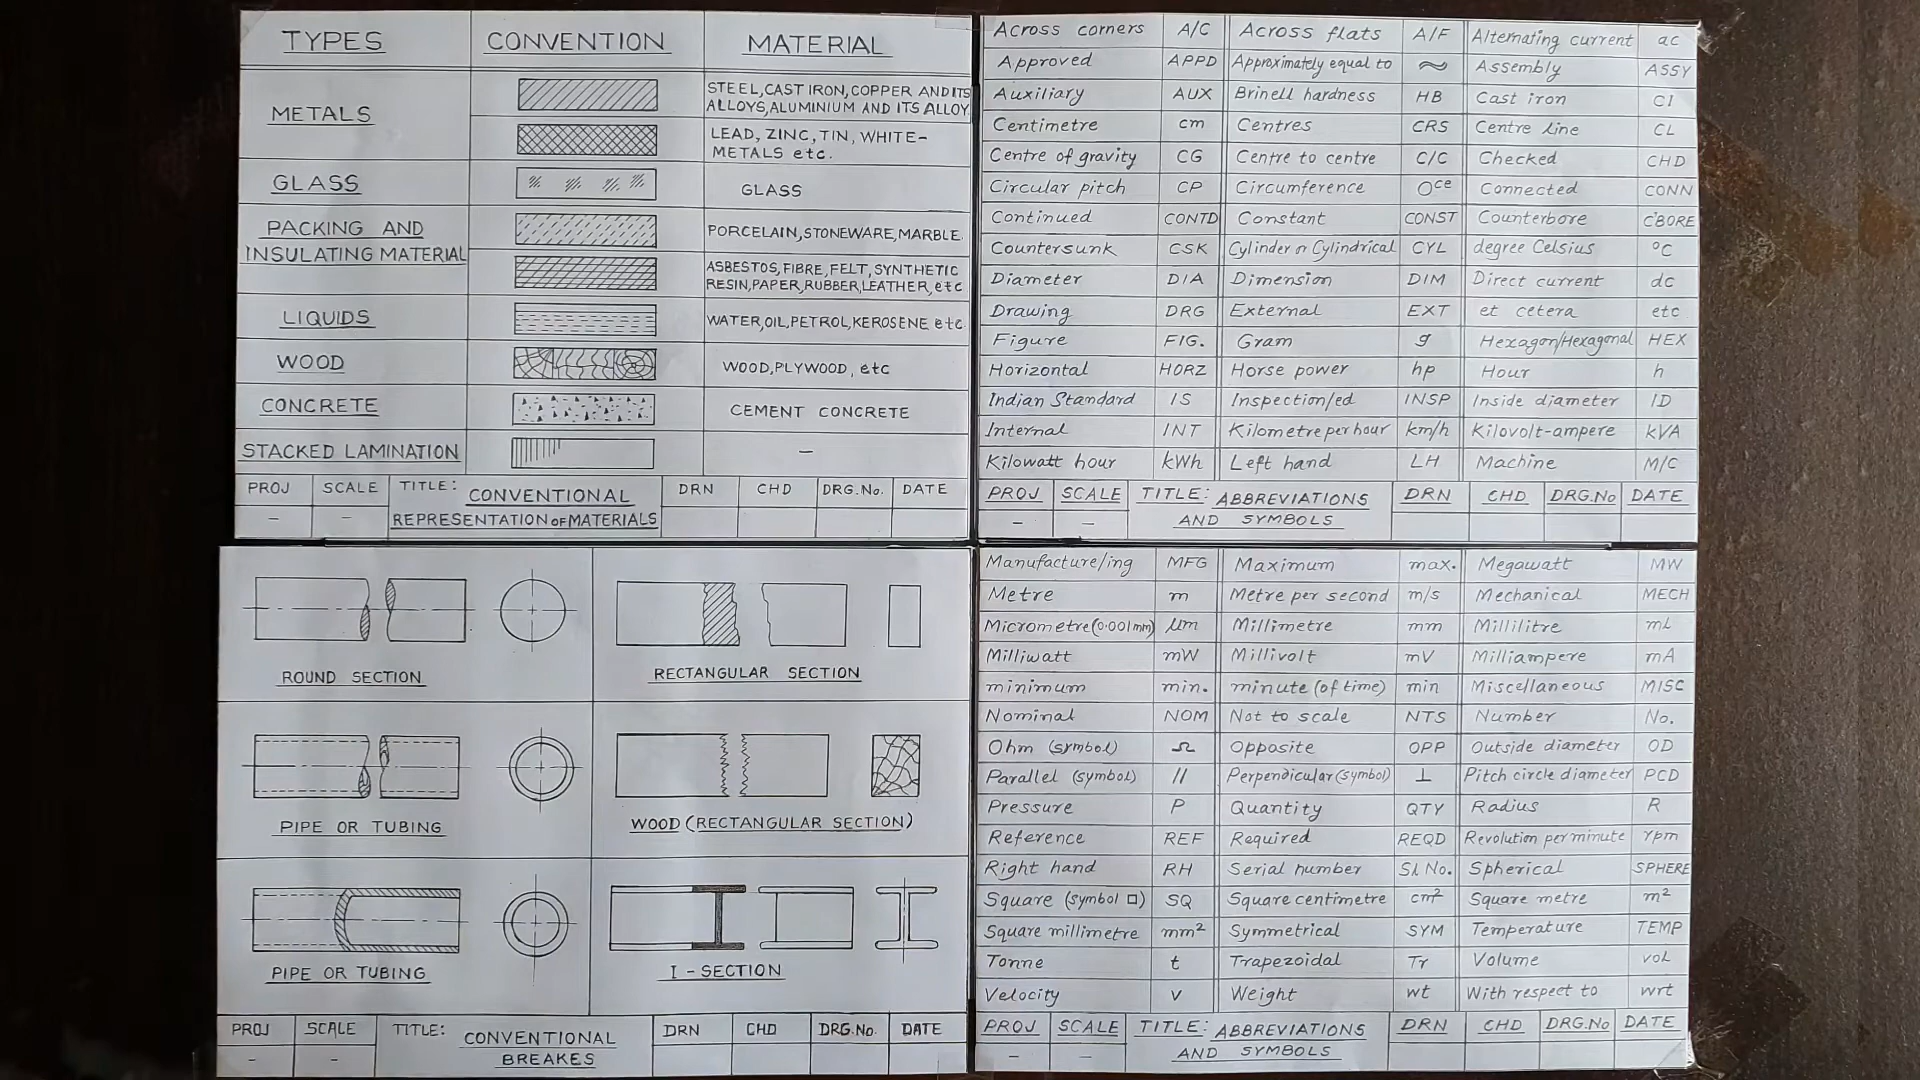 TYPES CONVENTION MATERIAL
METALS
STEEL,CAST IRON,COPPER AND ITS
ALLOYS,ALUMINIUM AND ITS ALLOY.
LEAD, ZINC, TIN, WHITE-
METALS etc.
GLASS GLASS
PACKING AND
INSULATING MATERIAL
PORCELAIN,STONEWARE,MARBLE.
ASBESTOS,FIBRE,FELT,SYNTHETIC
RESIN,PAPER,RUBBER,LEATHER,etc
LIQUIDS WATER,OIL,PETROL,KEROSENE etc.
WOOD WOOD,PLYWOOD, etc
CONCRETE CEMENT CONCRETE
STACKED LAMINATION –
PROJ SCALE TITLE: CONVENTIONAL DRN CHD DRG.No. DATE
– – REPRESENTATION OF MATERIALS
Across corners A/C Across flats A/F Alternating current ac
Approved APPD Approximately equal to ≈ Assembly ASSY
Auxiliary AUX Brinell hardness HB Cast iron CI
Centimetre cm Centres CRS Centre line CL
Centre of gravity CG Centre to centre C/C Checked CHD
Circular pitch CP Circumference Oce Connected CONN
Continued CONTD Constant CONST Counterbore C'BORE
Countersunk CSK Cylinder or Cylindrical CYL degree Celsius °C
Diameter DIA Dimension DIM Direct current dc
Drawing DRG External EXT et cetera etc
Figure FIG. Gram g Hexagon/Hexagonal HEX
Horizontal HORZ Horse power hp Hour h
Indian Standard IS Inspection/ed INSP Inside diameter ID
Internal INT Kilometre per hour km/h Kilovolt-ampere kVA
Kilowatt hour kWh Left hand LH Machine M/C
PROJ SCALE TITLE: ABBREVIATIONS DRN CHD DRG.No DATE
– – AND SYMBOLS
ROUND SECTION RECTANGULAR SECTION
PIPE OR TUBING WOOD (RECTANGULAR SECTION)
PIPE OR TUBING I - SECTION
PROJ SCALE TITLE: CONVENTIONAL DRN CHD DRG.No. DATE
– – BREAKES
Manufacture/ing MFG Maximum max. Megawatt MW
Metre m Metre per second m/s Mechanical MECH
Micrometre(0.001mm) μm Millimetre mm Millilitre mL
Milliwatt mW Millivolt mV Milliampere mA
minimum min. minute (of time) min Miscellaneous MISC
Nominal NOM Not to scale NTS Number No.
Ohm (symbol) Ω Opposite OPP Outside diameter OD
Parallel (symbol) // Perpendicular (symbol) ⊥ Pitch circle diameter PCD
Pressure P Quantity QTY Radius R
Reference REF Required REQD Revolution per minute rpm
Right hand RH Serial number Sl.No. Spherical SPHERE
Square (symbol □) SQ Square centimetre cm² Square metre m²
Square millimetre mm² Symmetrical SYM Temperature TEMP
Tonne t Trapezoidal Tr Volume vol
Velocity v Weight wt With respect to wrt
PROJ SCALE TITLE: ABBREVIATIONS DRN CHD DRG.No DATE
– – AND SYMBOLS